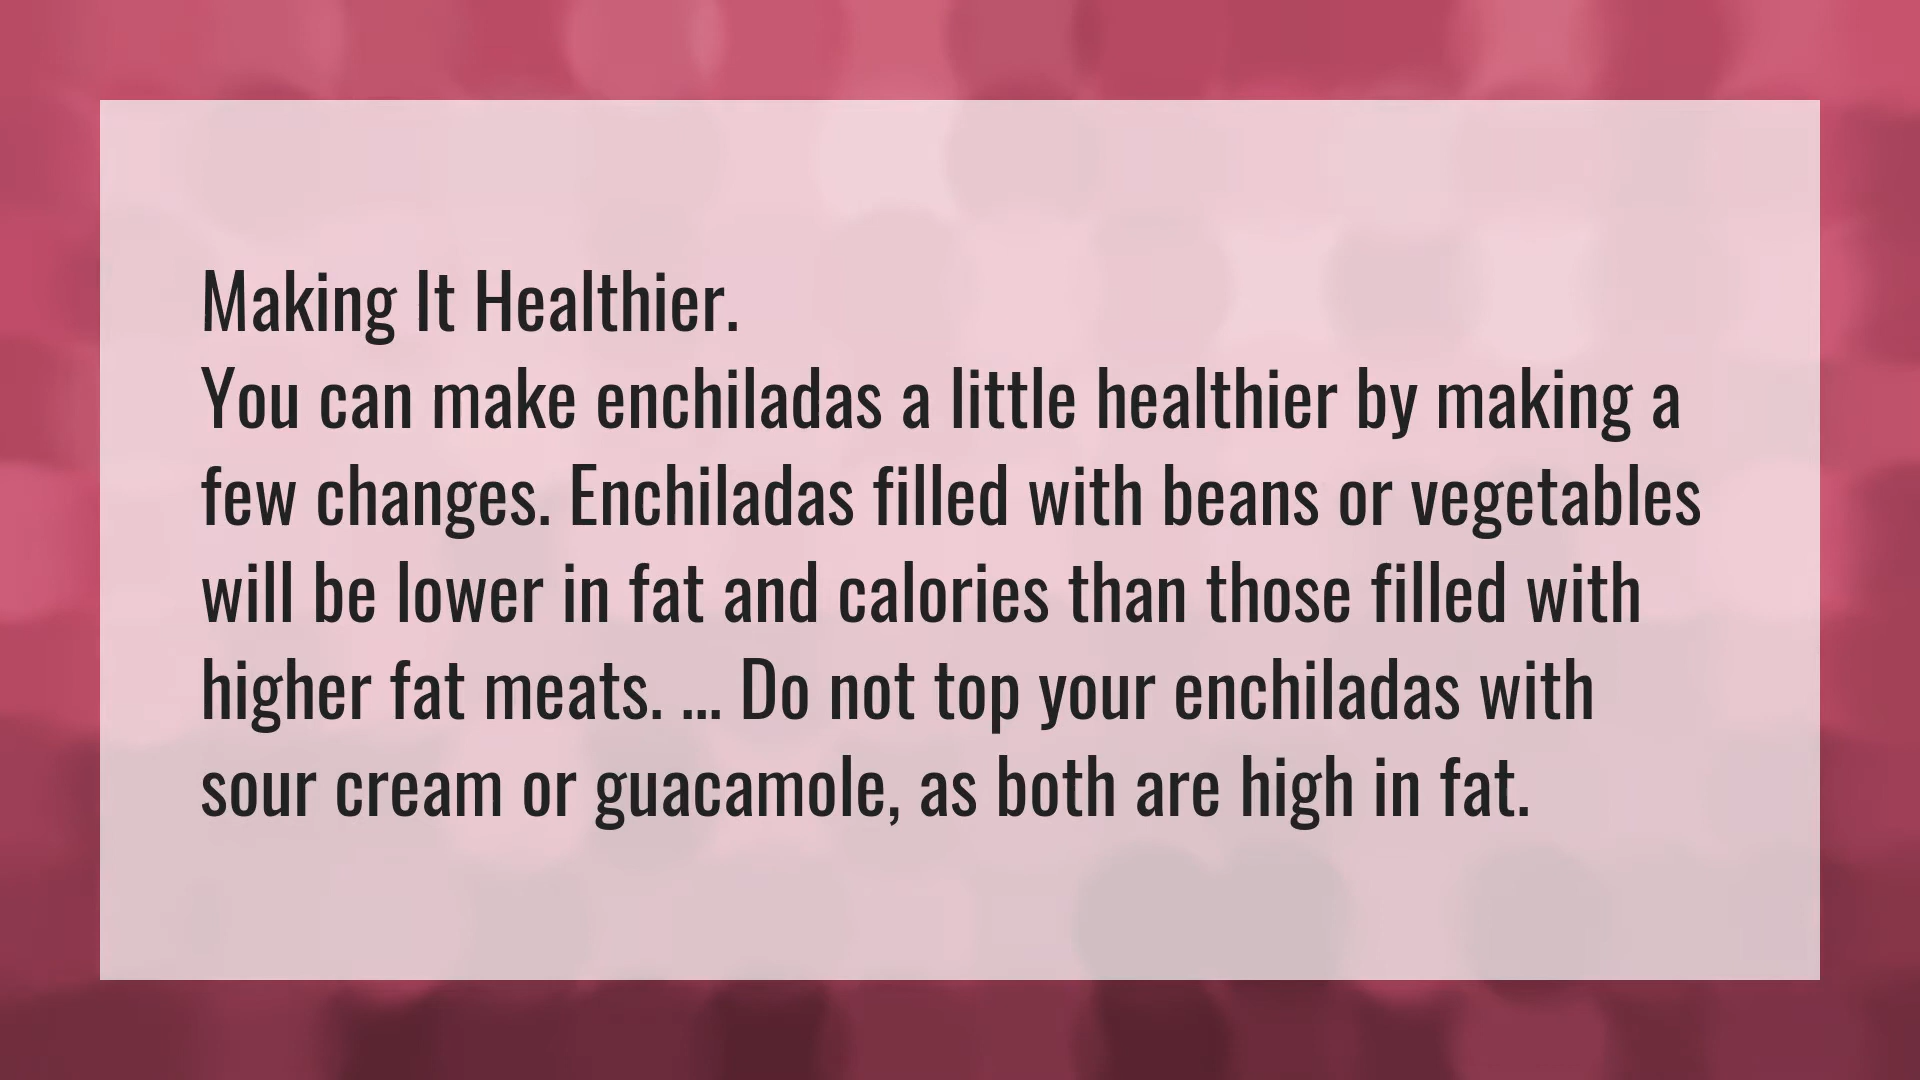 Making It Healthier.
You can make enchiladas a little healthier by making a
few changes. Enchiladas filled with beans or vegetables
will be lower in fat and calories than those filled with
higher fat meats. ... Do not top your enchiladas with
sour cream or guacamole, as both are high in fat.